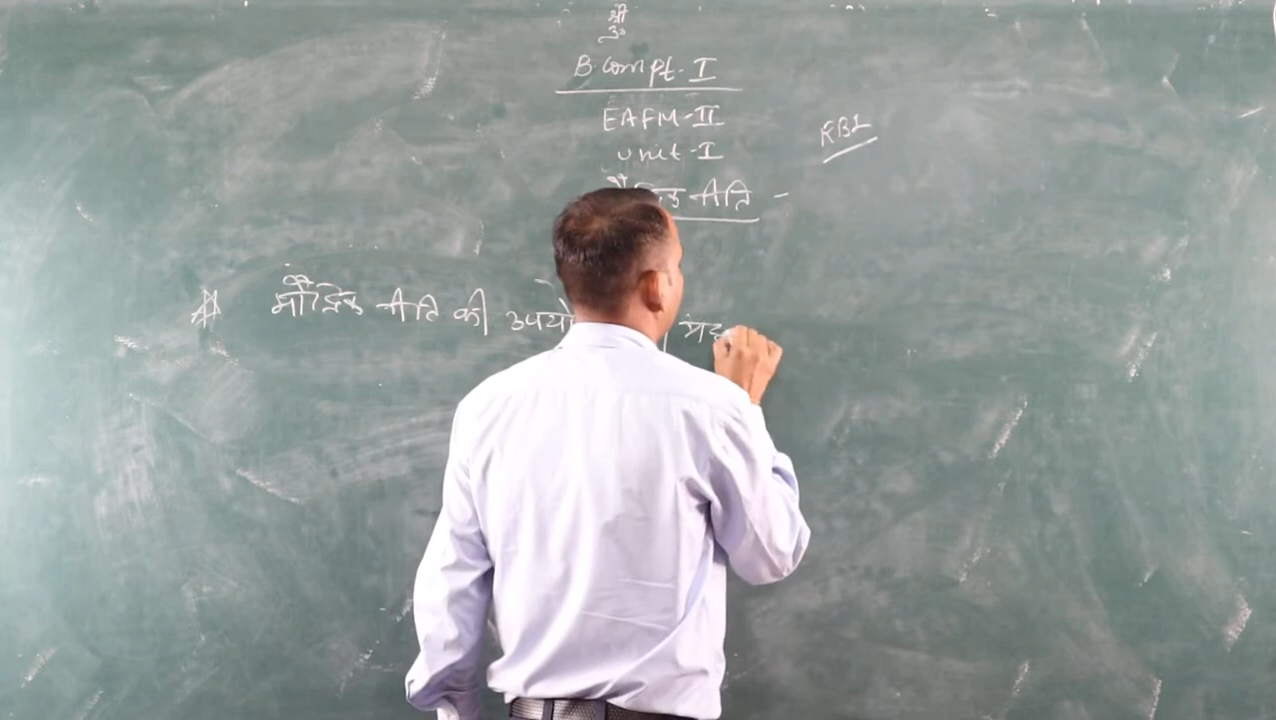 श्री
ॐ
B.Com pt-I
EAFM-II
Unit-I
RBI
नीति -
# मौद्रिक नीति की उपयो